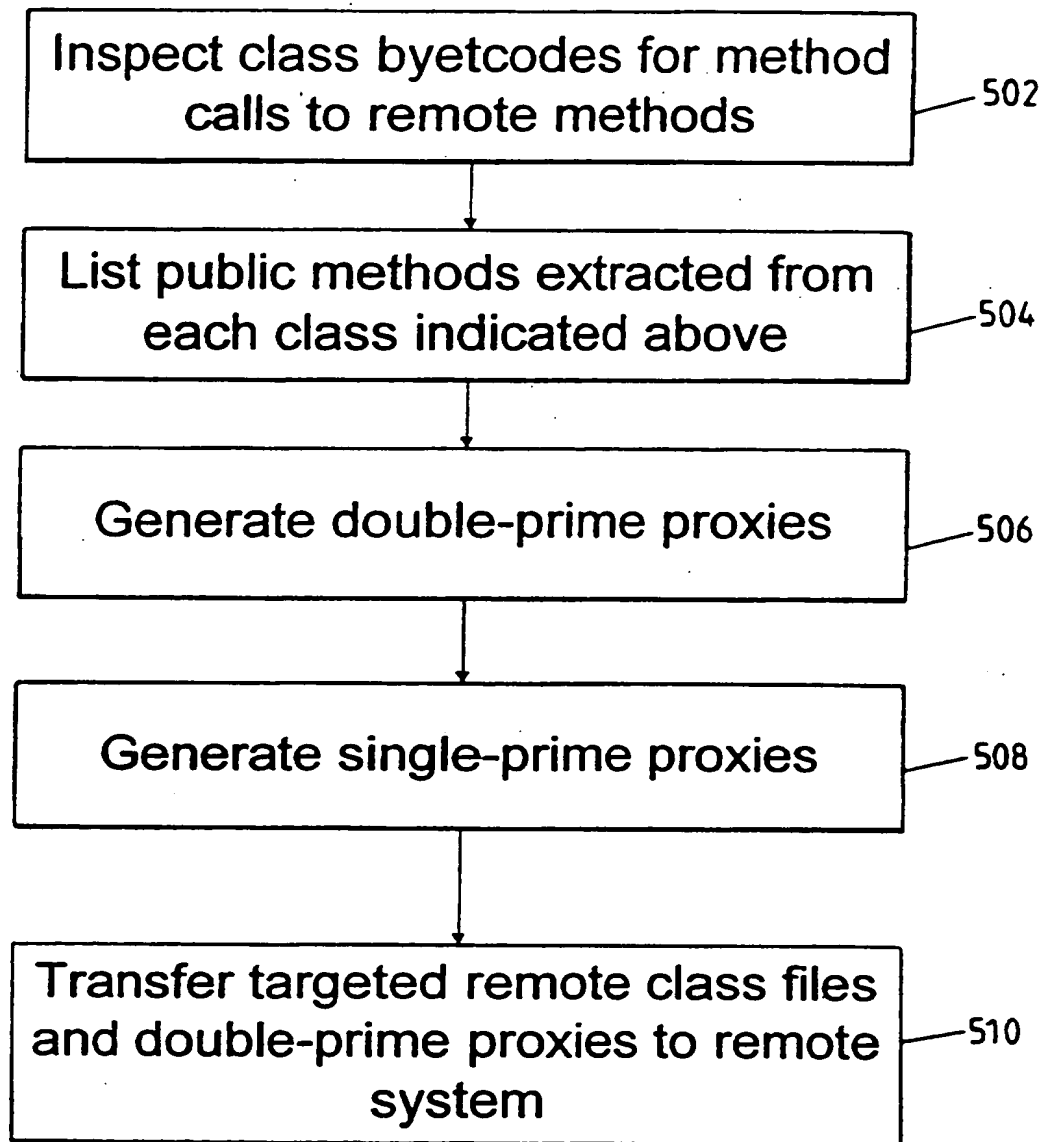 Inspect class byetcodes for method
calls to remote methods
502
List public methods extracted from
each class indicated above
504
Generate double-prime proxies
506
Generate single-prime proxies
508
Transfer targeted remote class files
and double-prime proxies to remote
system
510